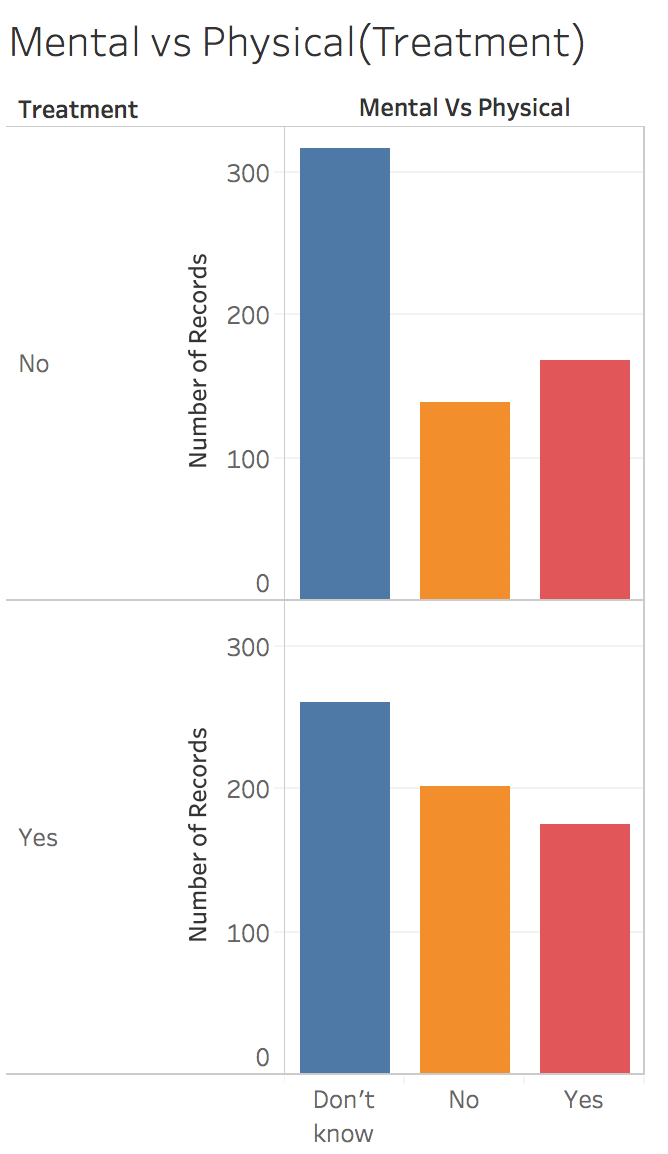 Mental vs Physical(Treatment)
Treatment
Mental Vs Physical
No
Number of Records
300
200
100
0
Yes
Number of Records
300
200
100
0
Don’t know
No
Yes